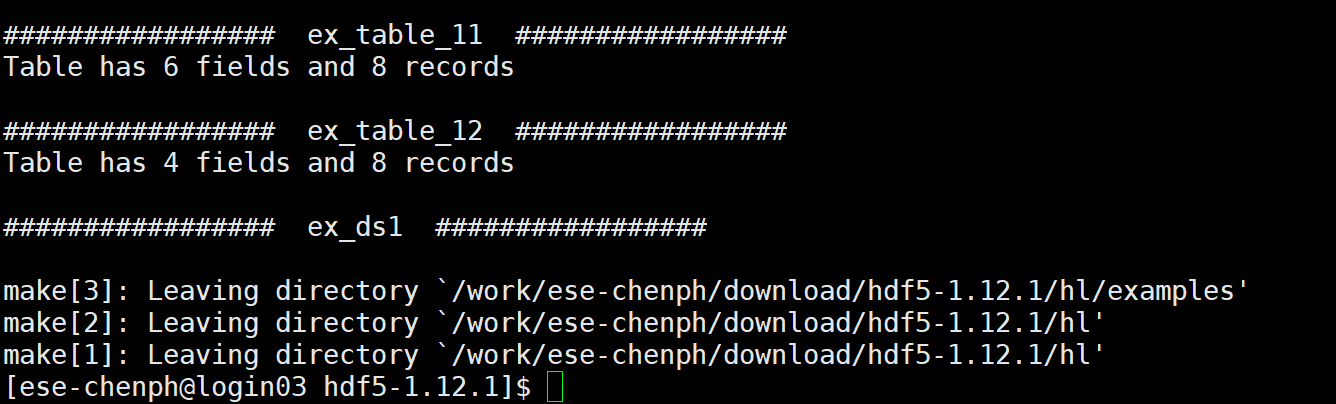 ################# ex_table_11 #################
Table has 6 fields and 8 records
################# ex_table_12 #################
Table has 4 fields and 8 records
################# ex_ds1 #################
make[3]: Leaving directory `/work/ese-chenph/download/hdf5-1.12.1/hl/examples'
make[2]: Leaving directory `/work/ese-chenph/download/hdf5-1.12.1/hl'
make[1]: Leaving directory `/work/ese-chenph/download/hdf5-1.12.1/hl'
[ese-chenph@login03 hdf5-1.12.1]$